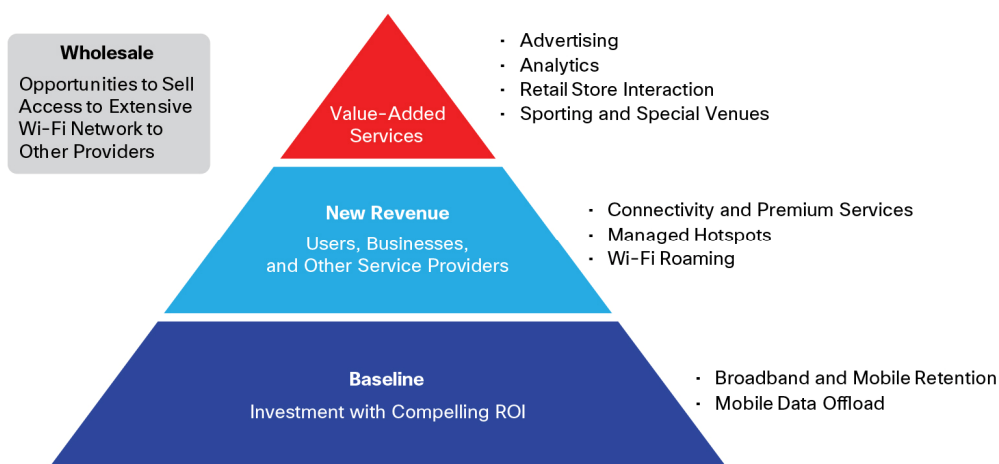 Wholesale
Opportunities to Sell
Access to Extensive
Wi-Fi Network to
Other Providers
Value-Added
Services
· Advertising
· Analytics
· Retail Store Interaction
· Sporting and Special Venues
New Revenue
Users, Businesses,
and Other Service Providers
· Connectivity and Premium Services
· Managed Hotspots
· Wi-Fi Roaming
Baseline
Investment with Compelling ROI
· Broadband and Mobile Retention
· Mobile Data Offload